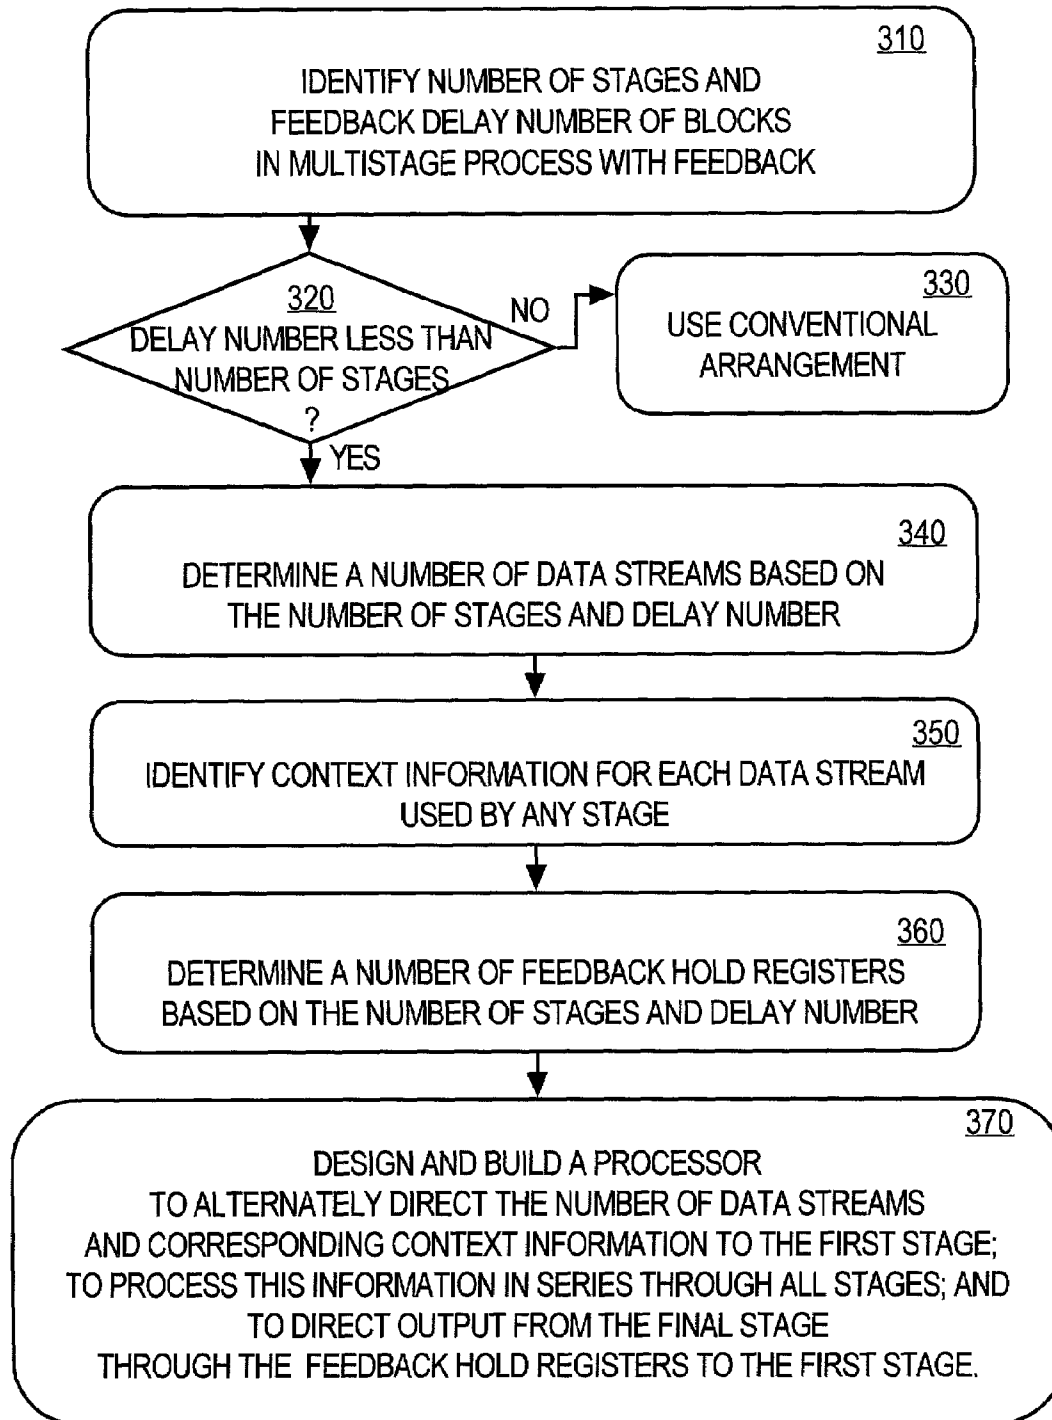 310
IDENTIFY NUMBER OF STAGES AND
FEEDBACK DELAY NUMBER OF BLOCKS
IN MULTISTAGE PROCESS WITH FEEDBACK
320
DELAY NUMBER LESS THAN
NUMBER OF STAGES
?
NO
330
USE CONVENTIONAL
ARRANGEMENT
YES
340
DETERMINE A NUMBER OF DATA STREAMS BASED ON
THE NUMBER OF STAGES AND DELAY NUMBER
350
IDENTIFY CONTEXT INFORMATION FOR EACH DATA STREAM
USED BY ANY STAGE
360
DETERMINE A NUMBER OF FEEDBACK HOLD REGISTERS
BASED ON THE NUMBER OF STAGES AND DELAY NUMBER
370
DESIGN AND BUILD A PROCESSOR
TO ALTERNATELY DIRECT THE NUMBER OF DATA STREAMS
AND CORRESPONDING CONTEXT INFORMATION TO THE FIRST STAGE;
TO PROCESS THIS INFORMATION IN SERIES THROUGH ALL STAGES; AND
TO DIRECT OUTPUT FROM THE FINAL STAGE
THROUGH THE FEEDBACK HOLD REGISTERS TO THE FIRST STAGE.